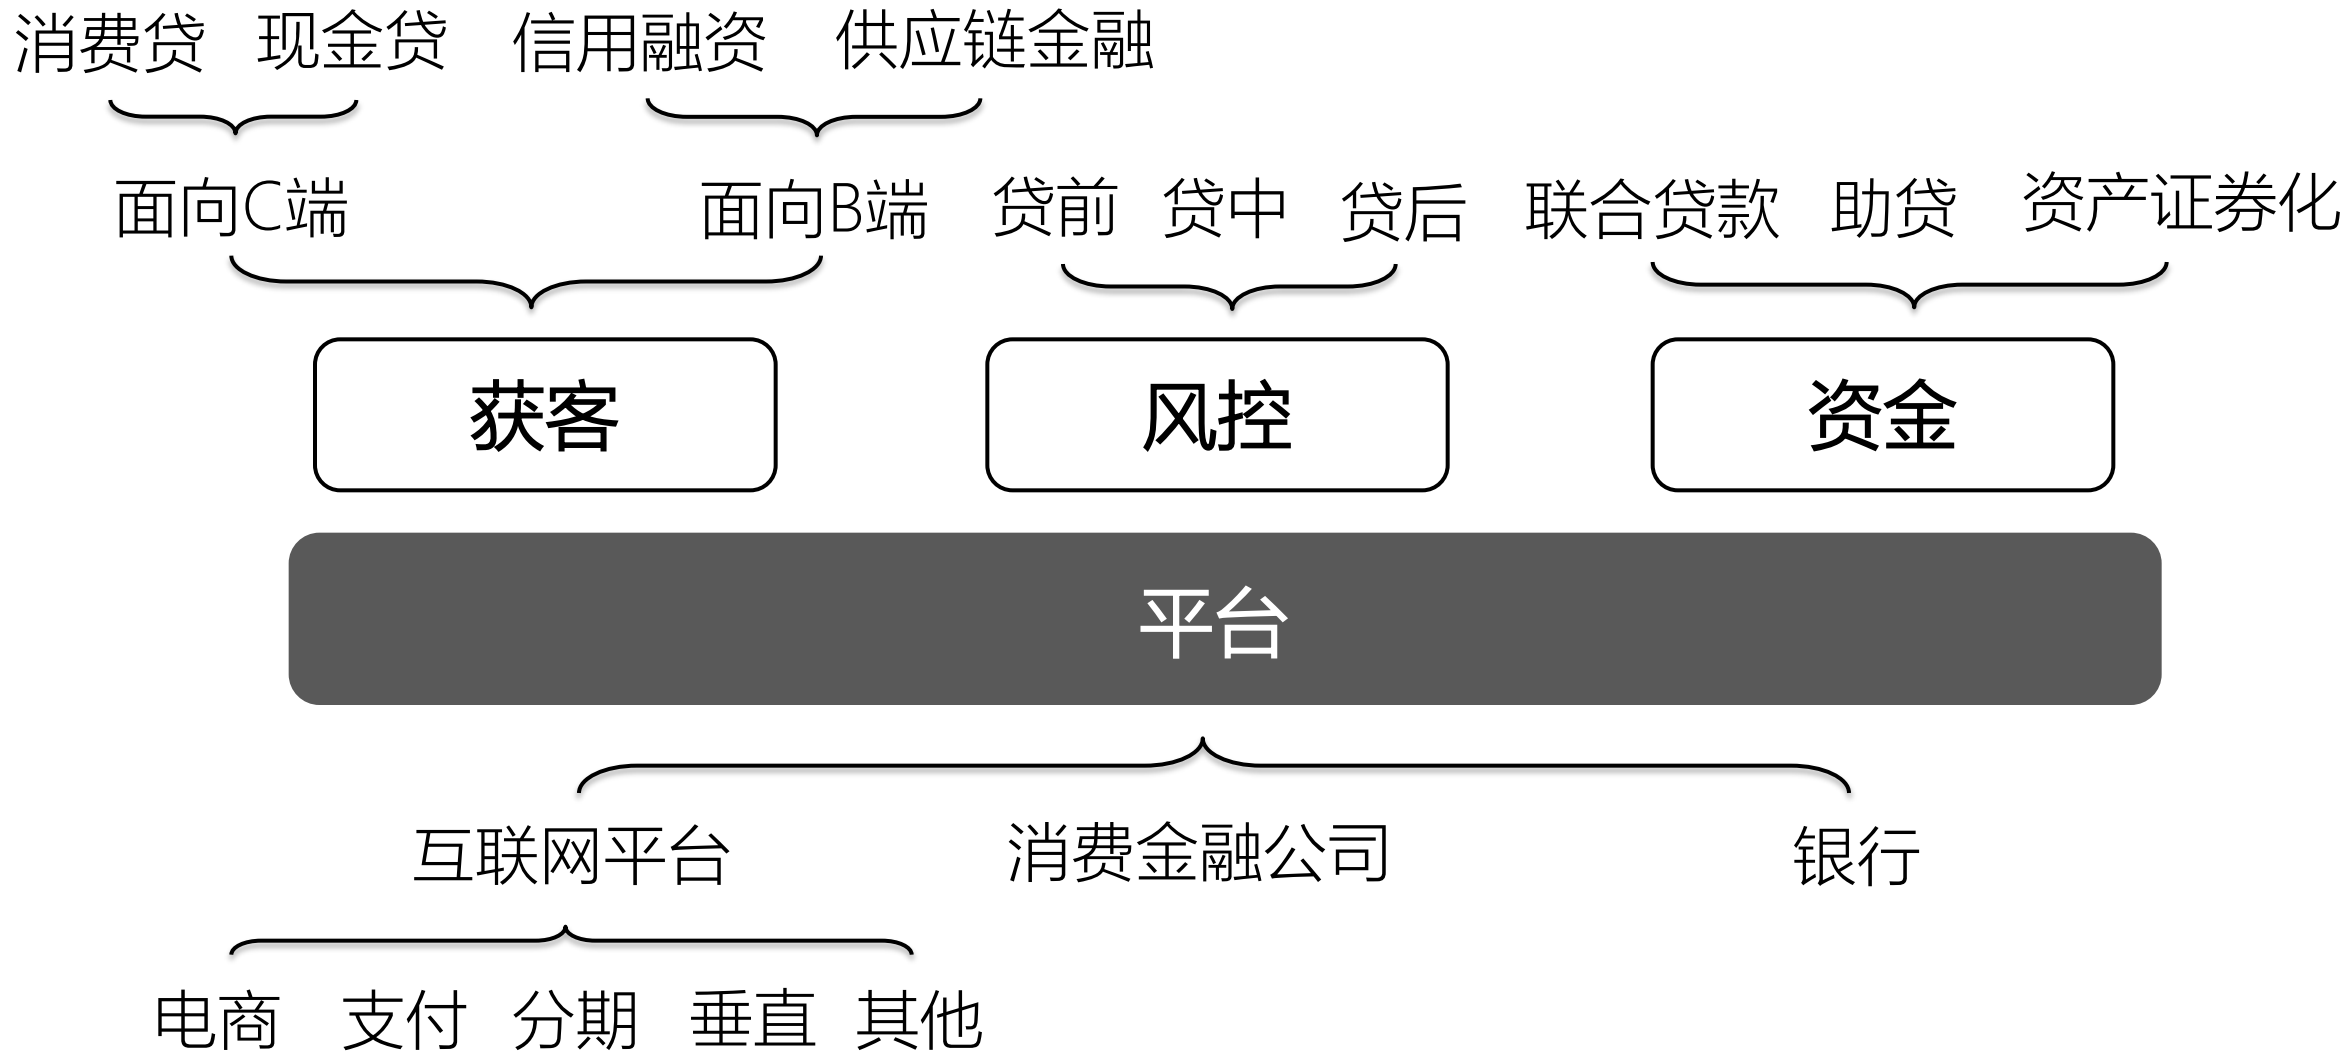 消费贷 现金贷 信用融资 供应链金融
面向C端 面向B端 贷前 贷中 贷后 联合贷款 助贷 资产证券化
获客 风控 资金
平台
互联网平台 消费金融公司 银行
电商 支付 分期 垂直 其他